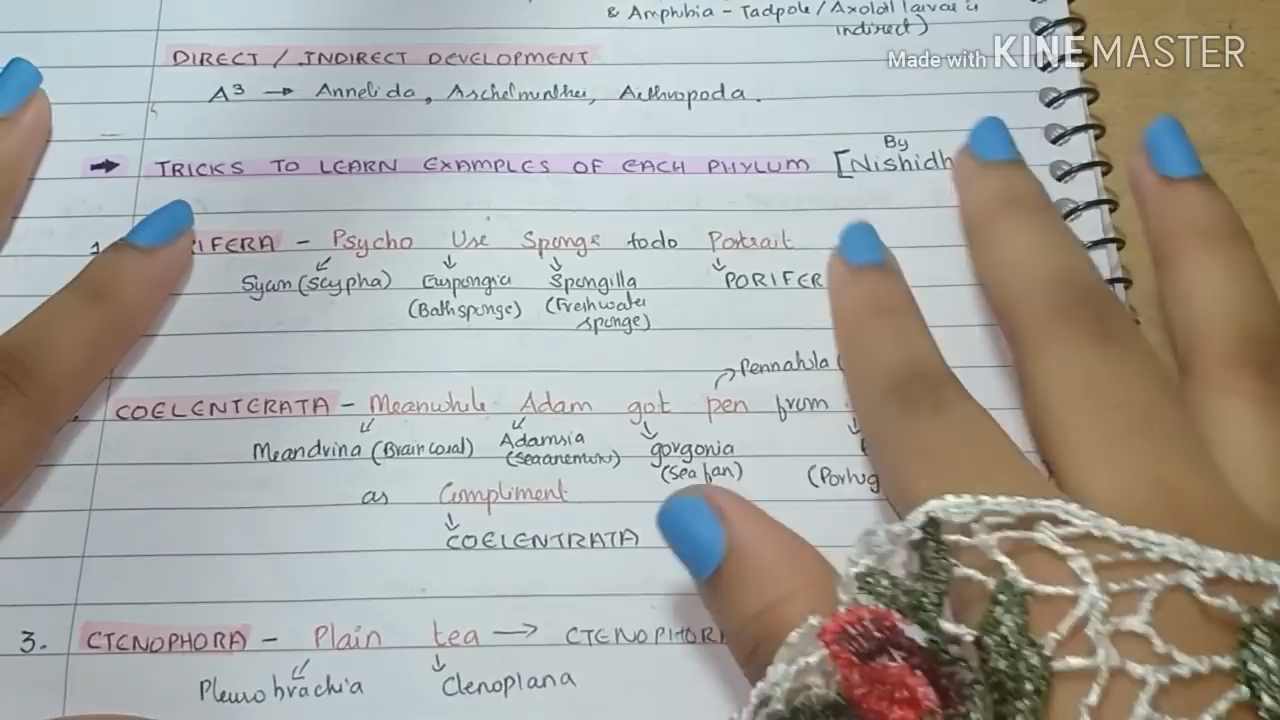 & Amphibia - Tadpole/Axolotl larvae is
indirect)
Made with KINEMASTER
DIRECT / INDIRECT DEVELOPMENT
A³ → Annelida, Aschelminthes, Arthropoda.
By
→ TRICKS TO LEARN EXAMPLES OF EACH PHYLUM [Nishidh
RIFERA - Psycho Use Sponge todo Portrait
Sycon (Scypha) Euspongia Spongilla PORIFER
(Bathsponge) (Freshwater
sponge)
Pennatula (
COELENTERATA - Meanwhile Adam got pen from
Meandrina (Brain coral) Adamsia gorgonia
(sea anemone) (sea fan) (Portug
as Compliment
COELENTRATA
3. CTENOPHORA - Plain tea → CTENOPHOR
Pleurobrachia Ctenoplana